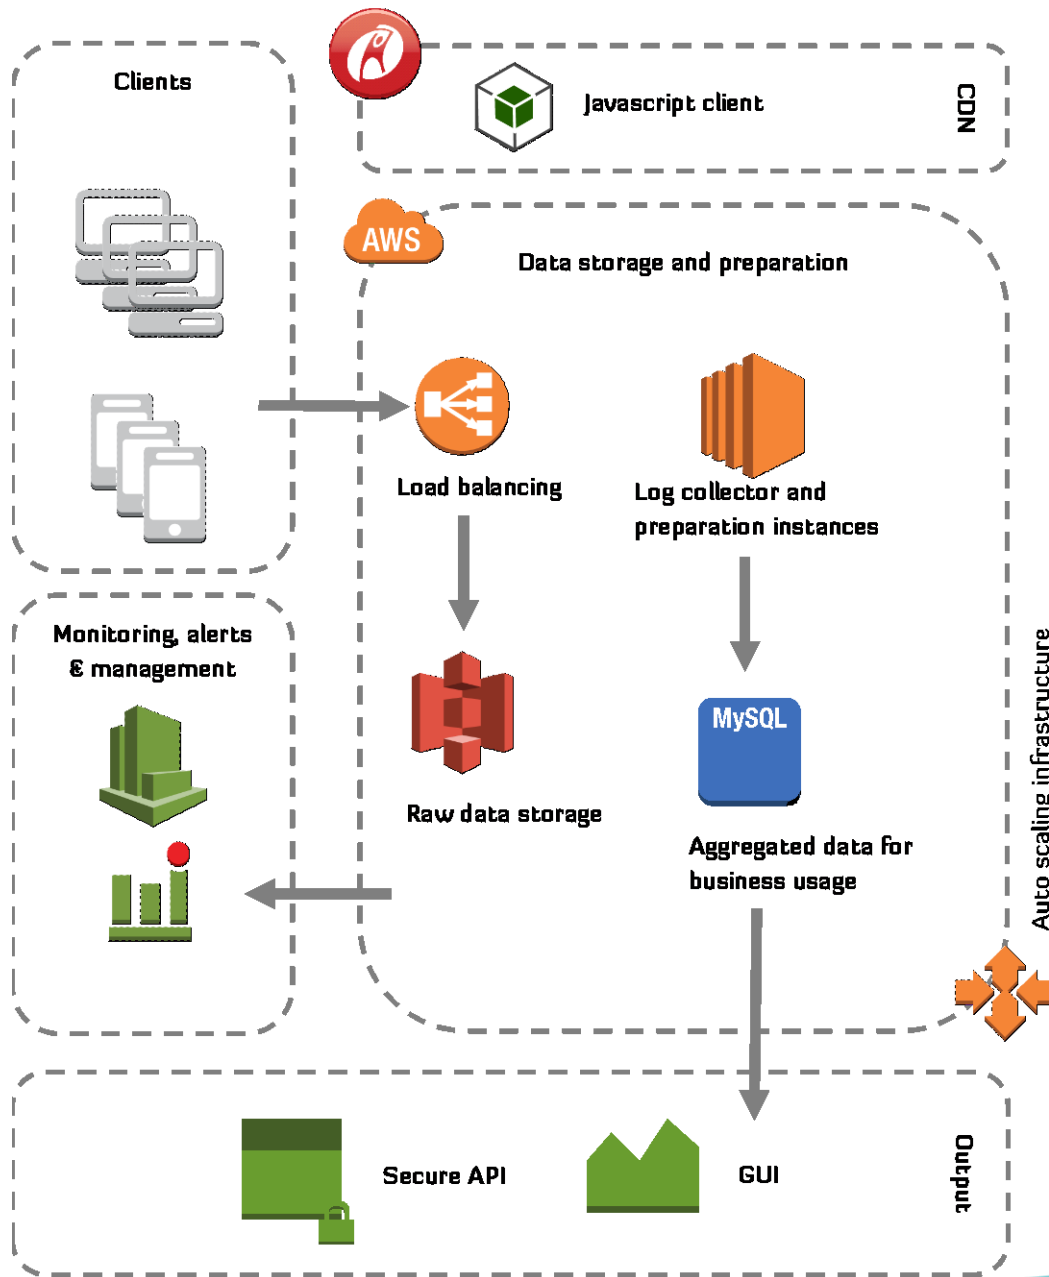 Clients
Javascript client
CDN
AWS
Data storage and preparation
Load balancing
Log collector and
preparation instances
Monitoring, alerts
& management
MySQL
Raw data storage
Aggregated data for
business usage
Auto scaling infrastructure
Secure API
GUI
Output